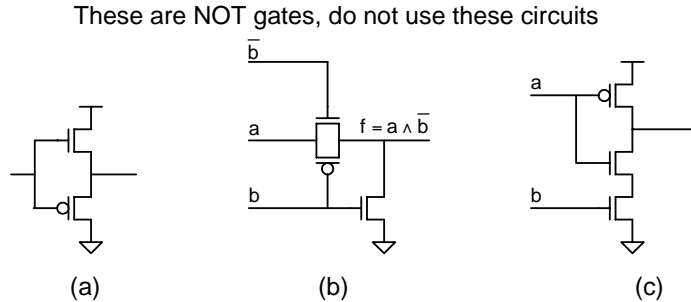 These are NOT gates, do not use these circuits
b̅
a
a
f = a ∧ b̅
b
b
(a)
(b)
(c)